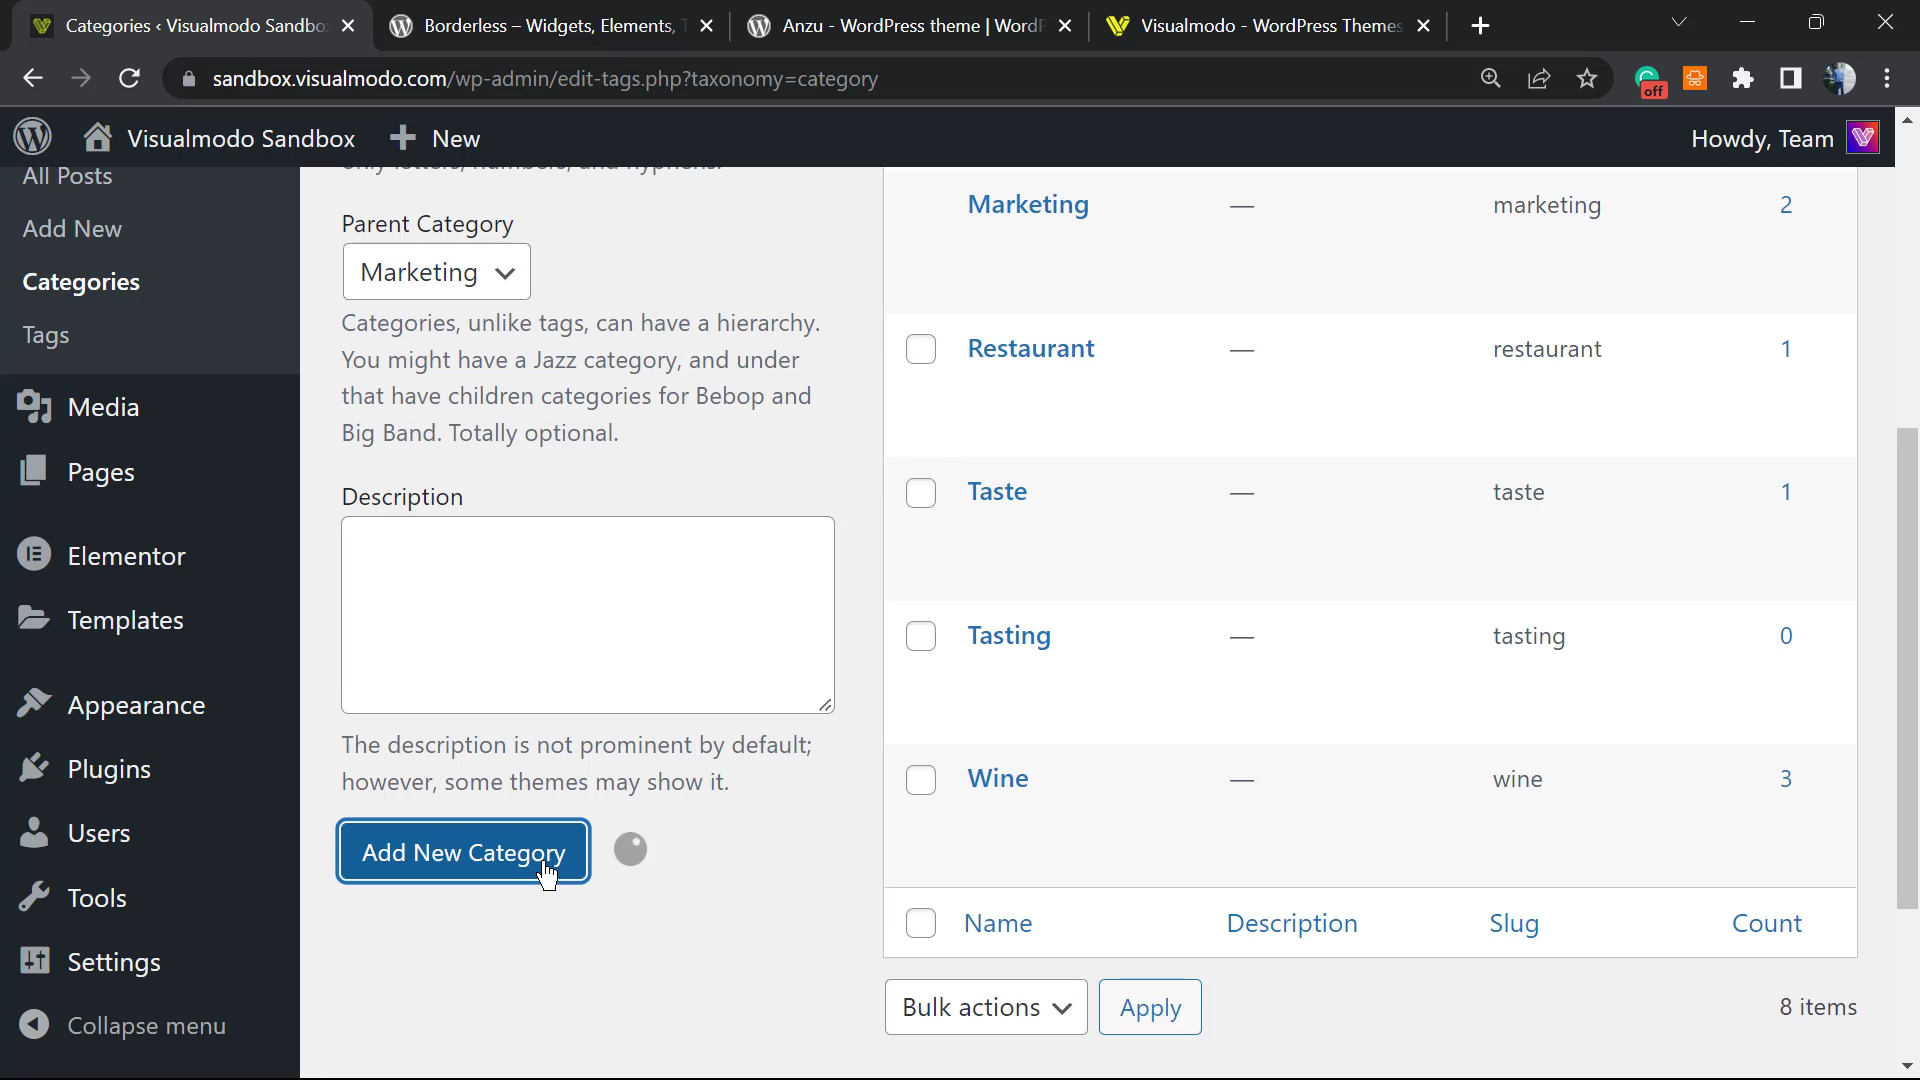 Categories ‹ Visualmodo Sandbo
Borderless – Widgets, Elements, T
Anzu - WordPress theme | WordP
Visualmodo - WordPress Themes
sandbox.visualmodo.com/wp-admin/edit-tags.php?taxonomy=category
off
Visualmodo Sandbox
New
Howdy, Team
All Posts
Add New
Categories
Tags
Media
Pages
Elementor
Templates
Appearance
Plugins
Users
Tools
Settings
Collapse menu
only letters, numbers, and hyphens.
Parent Category
Marketing
Categories, unlike tags, can have a hierarchy.
You might have a Jazz category, and under
that have children categories for Bebop and
Big Band. Totally optional.
Description
The description is not prominent by default;
however, some themes may show it.
Add New Category
Marketing — marketing 2
Restaurant — restaurant 1
Taste — taste 1
Tasting — tasting 0
Wine — wine 3
Name Description Slug Count
Bulk actions Apply 8 items